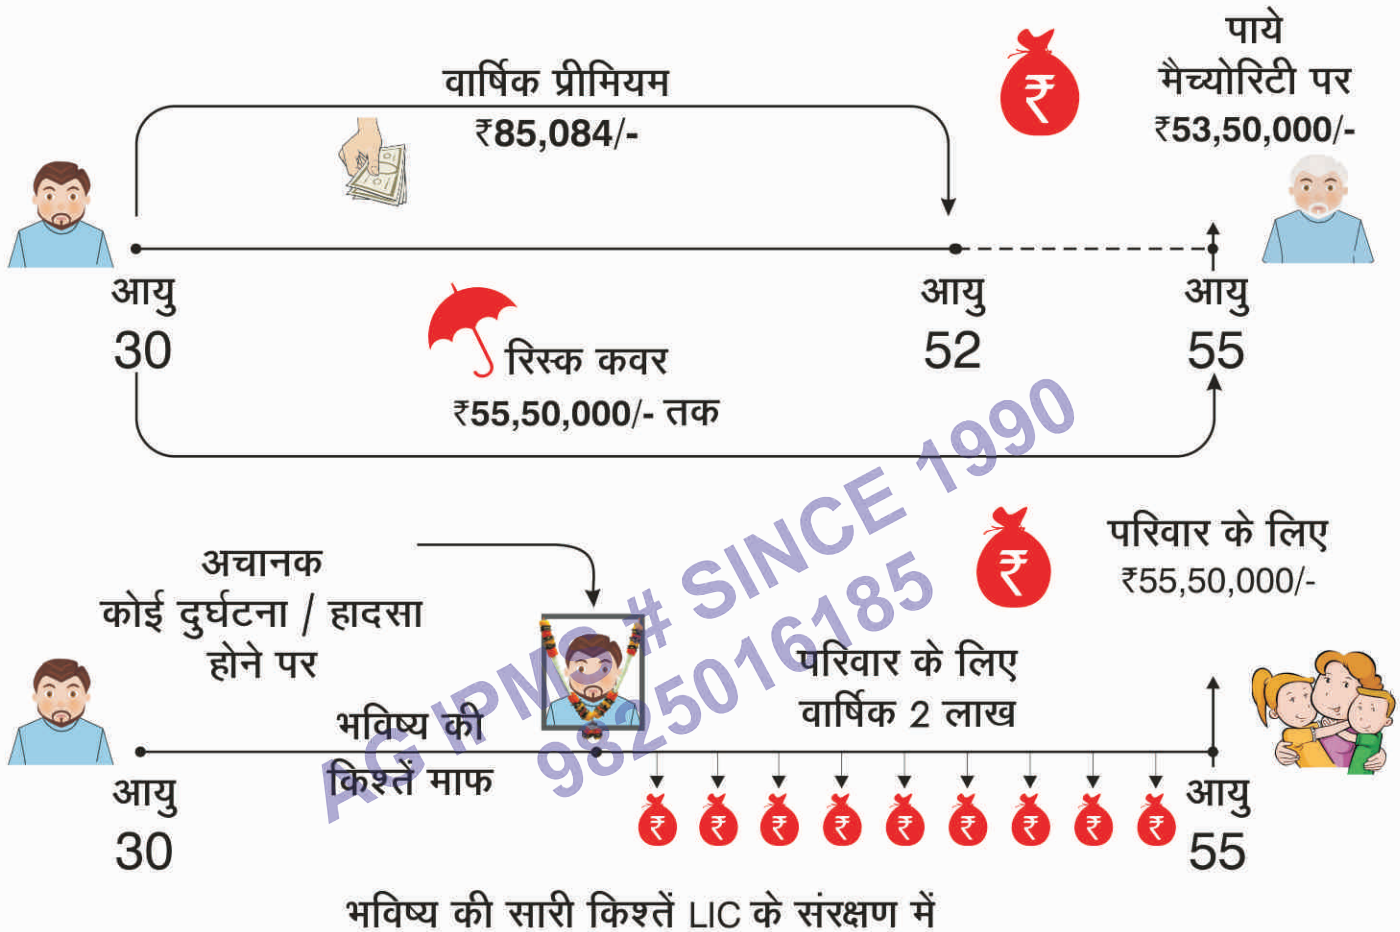 वार्षिक प्रीमियम
₹85,084/-
पाये
मैच्योरिटी पर
₹53,50,000/-
₹
आयु
30
आयु
52
आयु
55
रिस्क कवर
₹55,50,000/- तक
AG IPMS # SINCE 1990
9825016185
अचानक
कोई दुर्घटना / हादसा
होने पर
₹
परिवार के लिए
₹55,50,000/-
परिवार के लिए
वार्षिक 2 लाख
भविष्य की
किश्तें माफ
₹ ₹ ₹ ₹ ₹ ₹ ₹ ₹ ₹
आयु
30
आयु
55
भविष्य की सारी किश्तें LIC के संरक्षण में